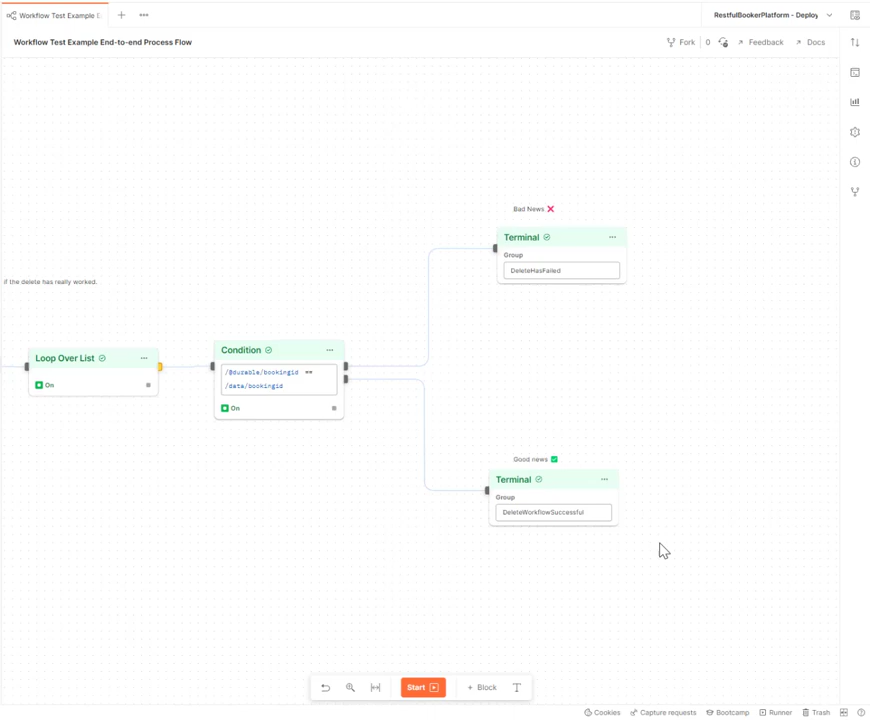 Workflow Test Example E
RestfulBookerPlatform - Deploy
Workflow Test Example End-to-end Process Flow
Fork
0
Feedback
Docs
Bad News
Terminal
Group
DeleteHasFailed
if the delete has really worked.
Loop Over List
On
Condition
/@duzable/bookingid ==
/data/bookingid
On
Good news
Terminal
Group
DeleteWorkflowSuccessful
Start
+ Block
Cookies
Capture requests
Bootcamp
Runner
Trash